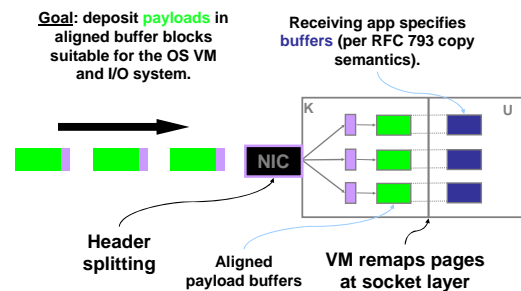 Goal: deposit payloads in
aligned buffer blocks
suitable for the OS VM
and I/O system.
Receiving app specifies
buffers (per RFC 793 copy
semantics).
K
U
NIC
Header
splitting
Aligned
payload buffers
VM remaps pages
at socket layer